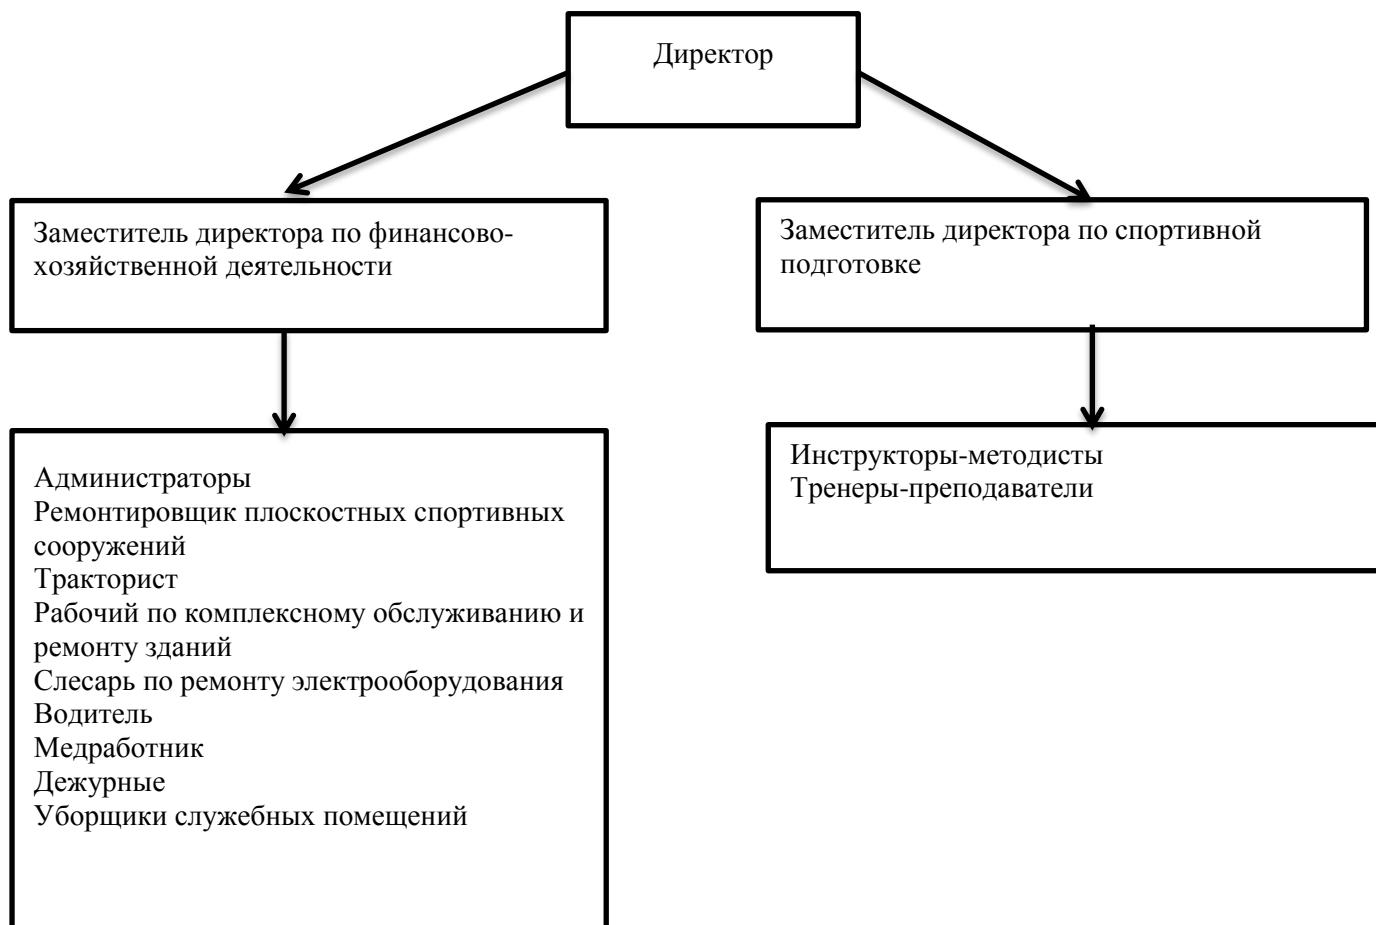 Директор
Заместитель директора по финансово-
хозяйственной деятельности
Заместитель директора по спортивной
подготовке
Администраторы
Ремонтировщик плоскостных спортивных
сооружений
Тракторист
Рабочий по комплексному обслуживанию и
ремонту зданий
Слесарь по ремонту электрооборудования
Водитель
Медработник
Дежурные
Уборщики служебных помещений
Инструкторы-методисты
Тренеры-преподаватели